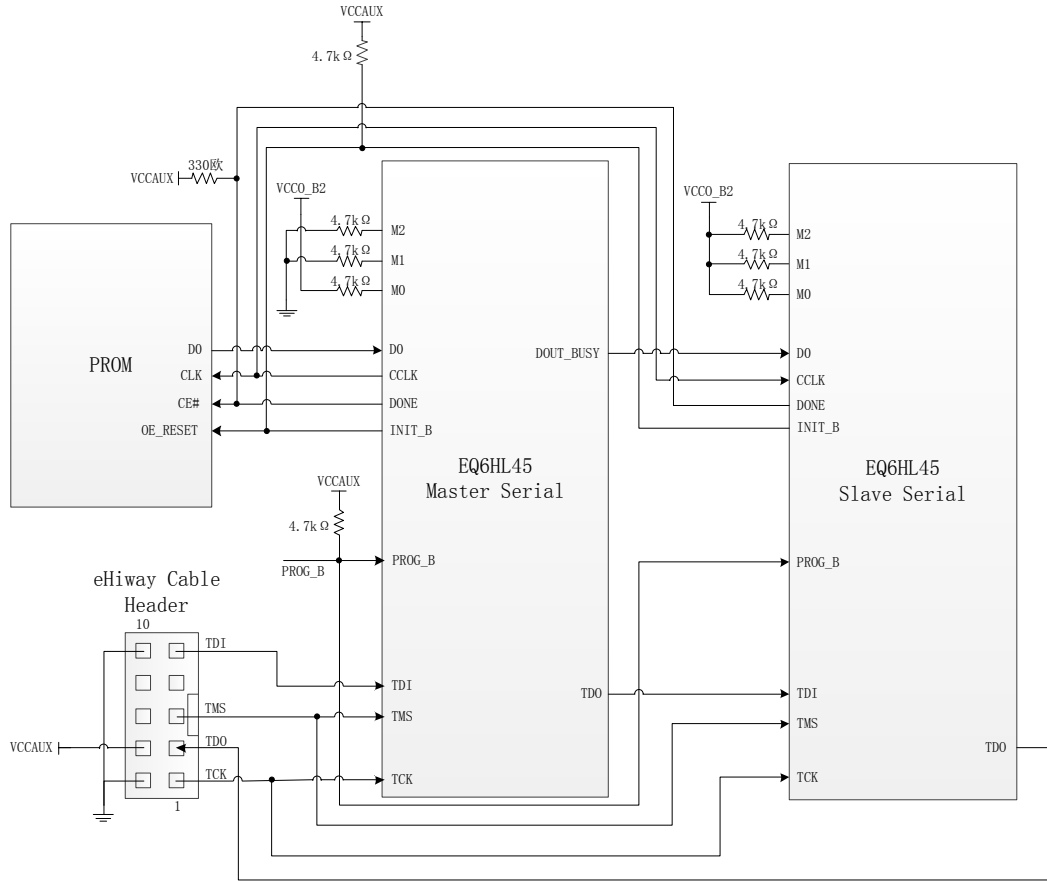 VCCAUX
4.7kΩ
330欧
VCCAUX
VCCO_B2
4.7kΩ
M2
4.7kΩ
M1
4.7kΩ
M0
VCCO_B2
4.7kΩ
M2
4.7kΩ
M1
4.7kΩ
M0
PROM
DO
CLK
CE#
OE_RESET
DO
CCLK
DONE
INIT_B
DOUT_BUSY
DO
CCLK
DONE
INIT_B
EQ6HL45
Master Serial
EQ6HL45
Slave Serial
VCCAUX
4.7kΩ
PROG_B
PROG_B
PROG_B
eHiway Cable
Header
10
TDI
TMS
TDO
TCK
1
VCCAUX
TDI
TMS
TCK
TDO
TDI
TMS
TCK
TDO